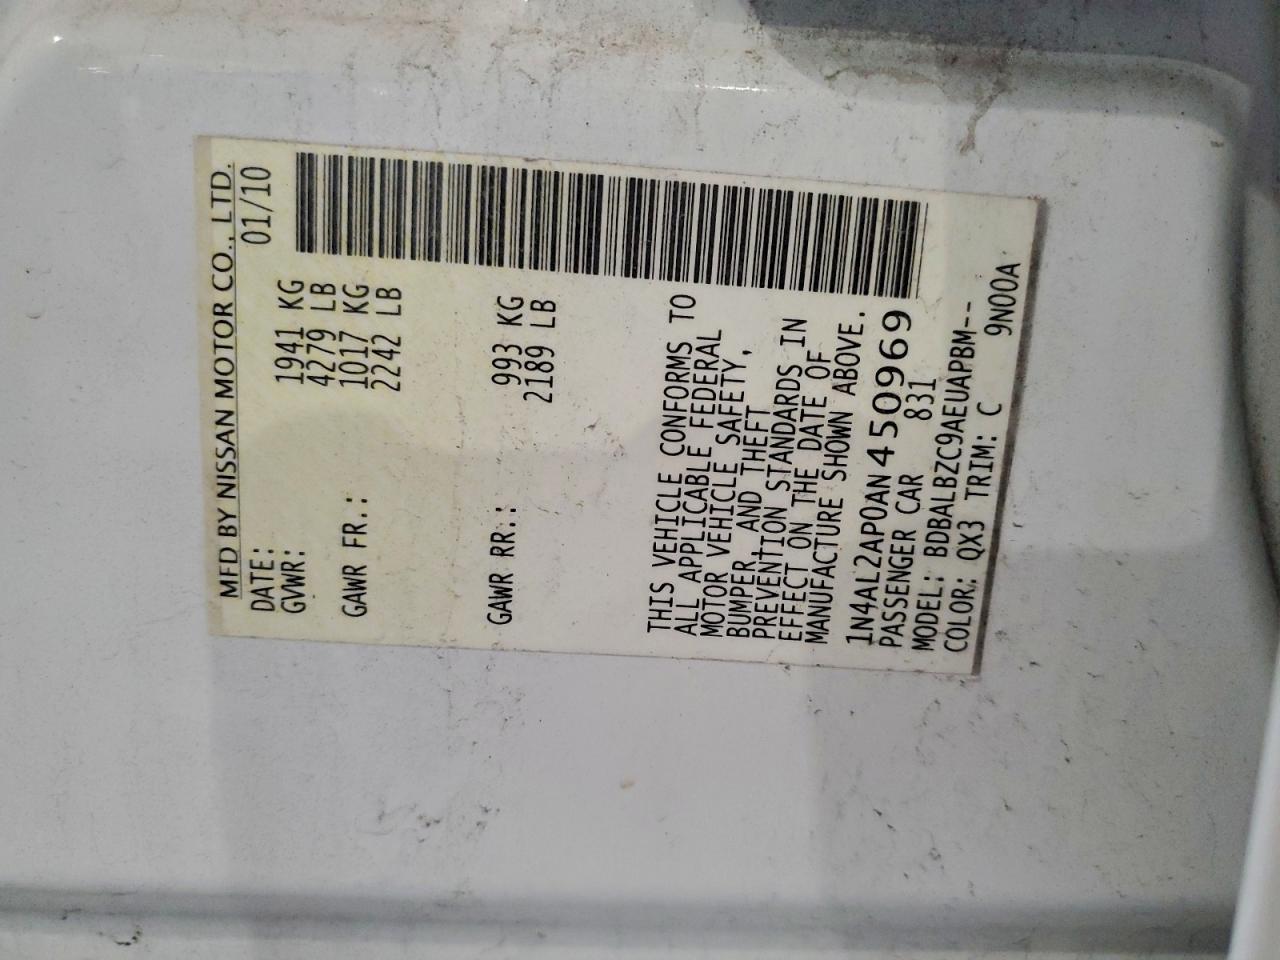 MFD BY NISSAN MOTOR CO., LTD.
DATE: 01/10
GVWR: 1941 KG
4279 LB
GAWR FR.: 1017 KG
2242 LB
GAWR RR.: 993 KG
2189 LB
THIS VEHICLE CONFORMS TO
ALL APPLICABLE FEDERAL
MOTOR VEHICLE SAFETY,
BUMPER, AND THEFT
PREVENTION STANDARDS IN
EFFECT ON THE DATE OF
MANUFACTURE SHOWN ABOVE.
1N4AL2AP0AN450969
PASSENGER CAR 831
MODEL: BDBALBZC9AEUAPBM--
COLOR: QX3 TRIM: C 9N00A